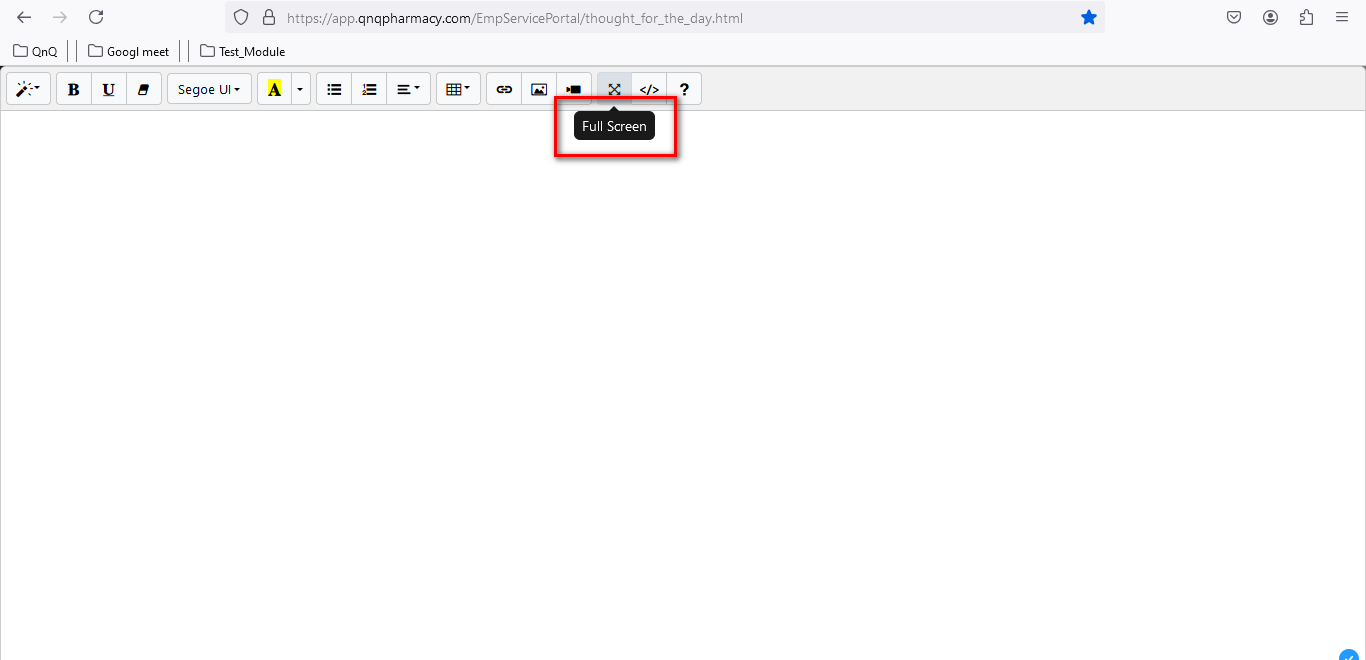 https://app.qnqpharmacy.com/EmpServicePortal/thought_for_the_day.html
QnQ Googl meet Test_Module
B U Segoe UI A </> ?
Full Screen